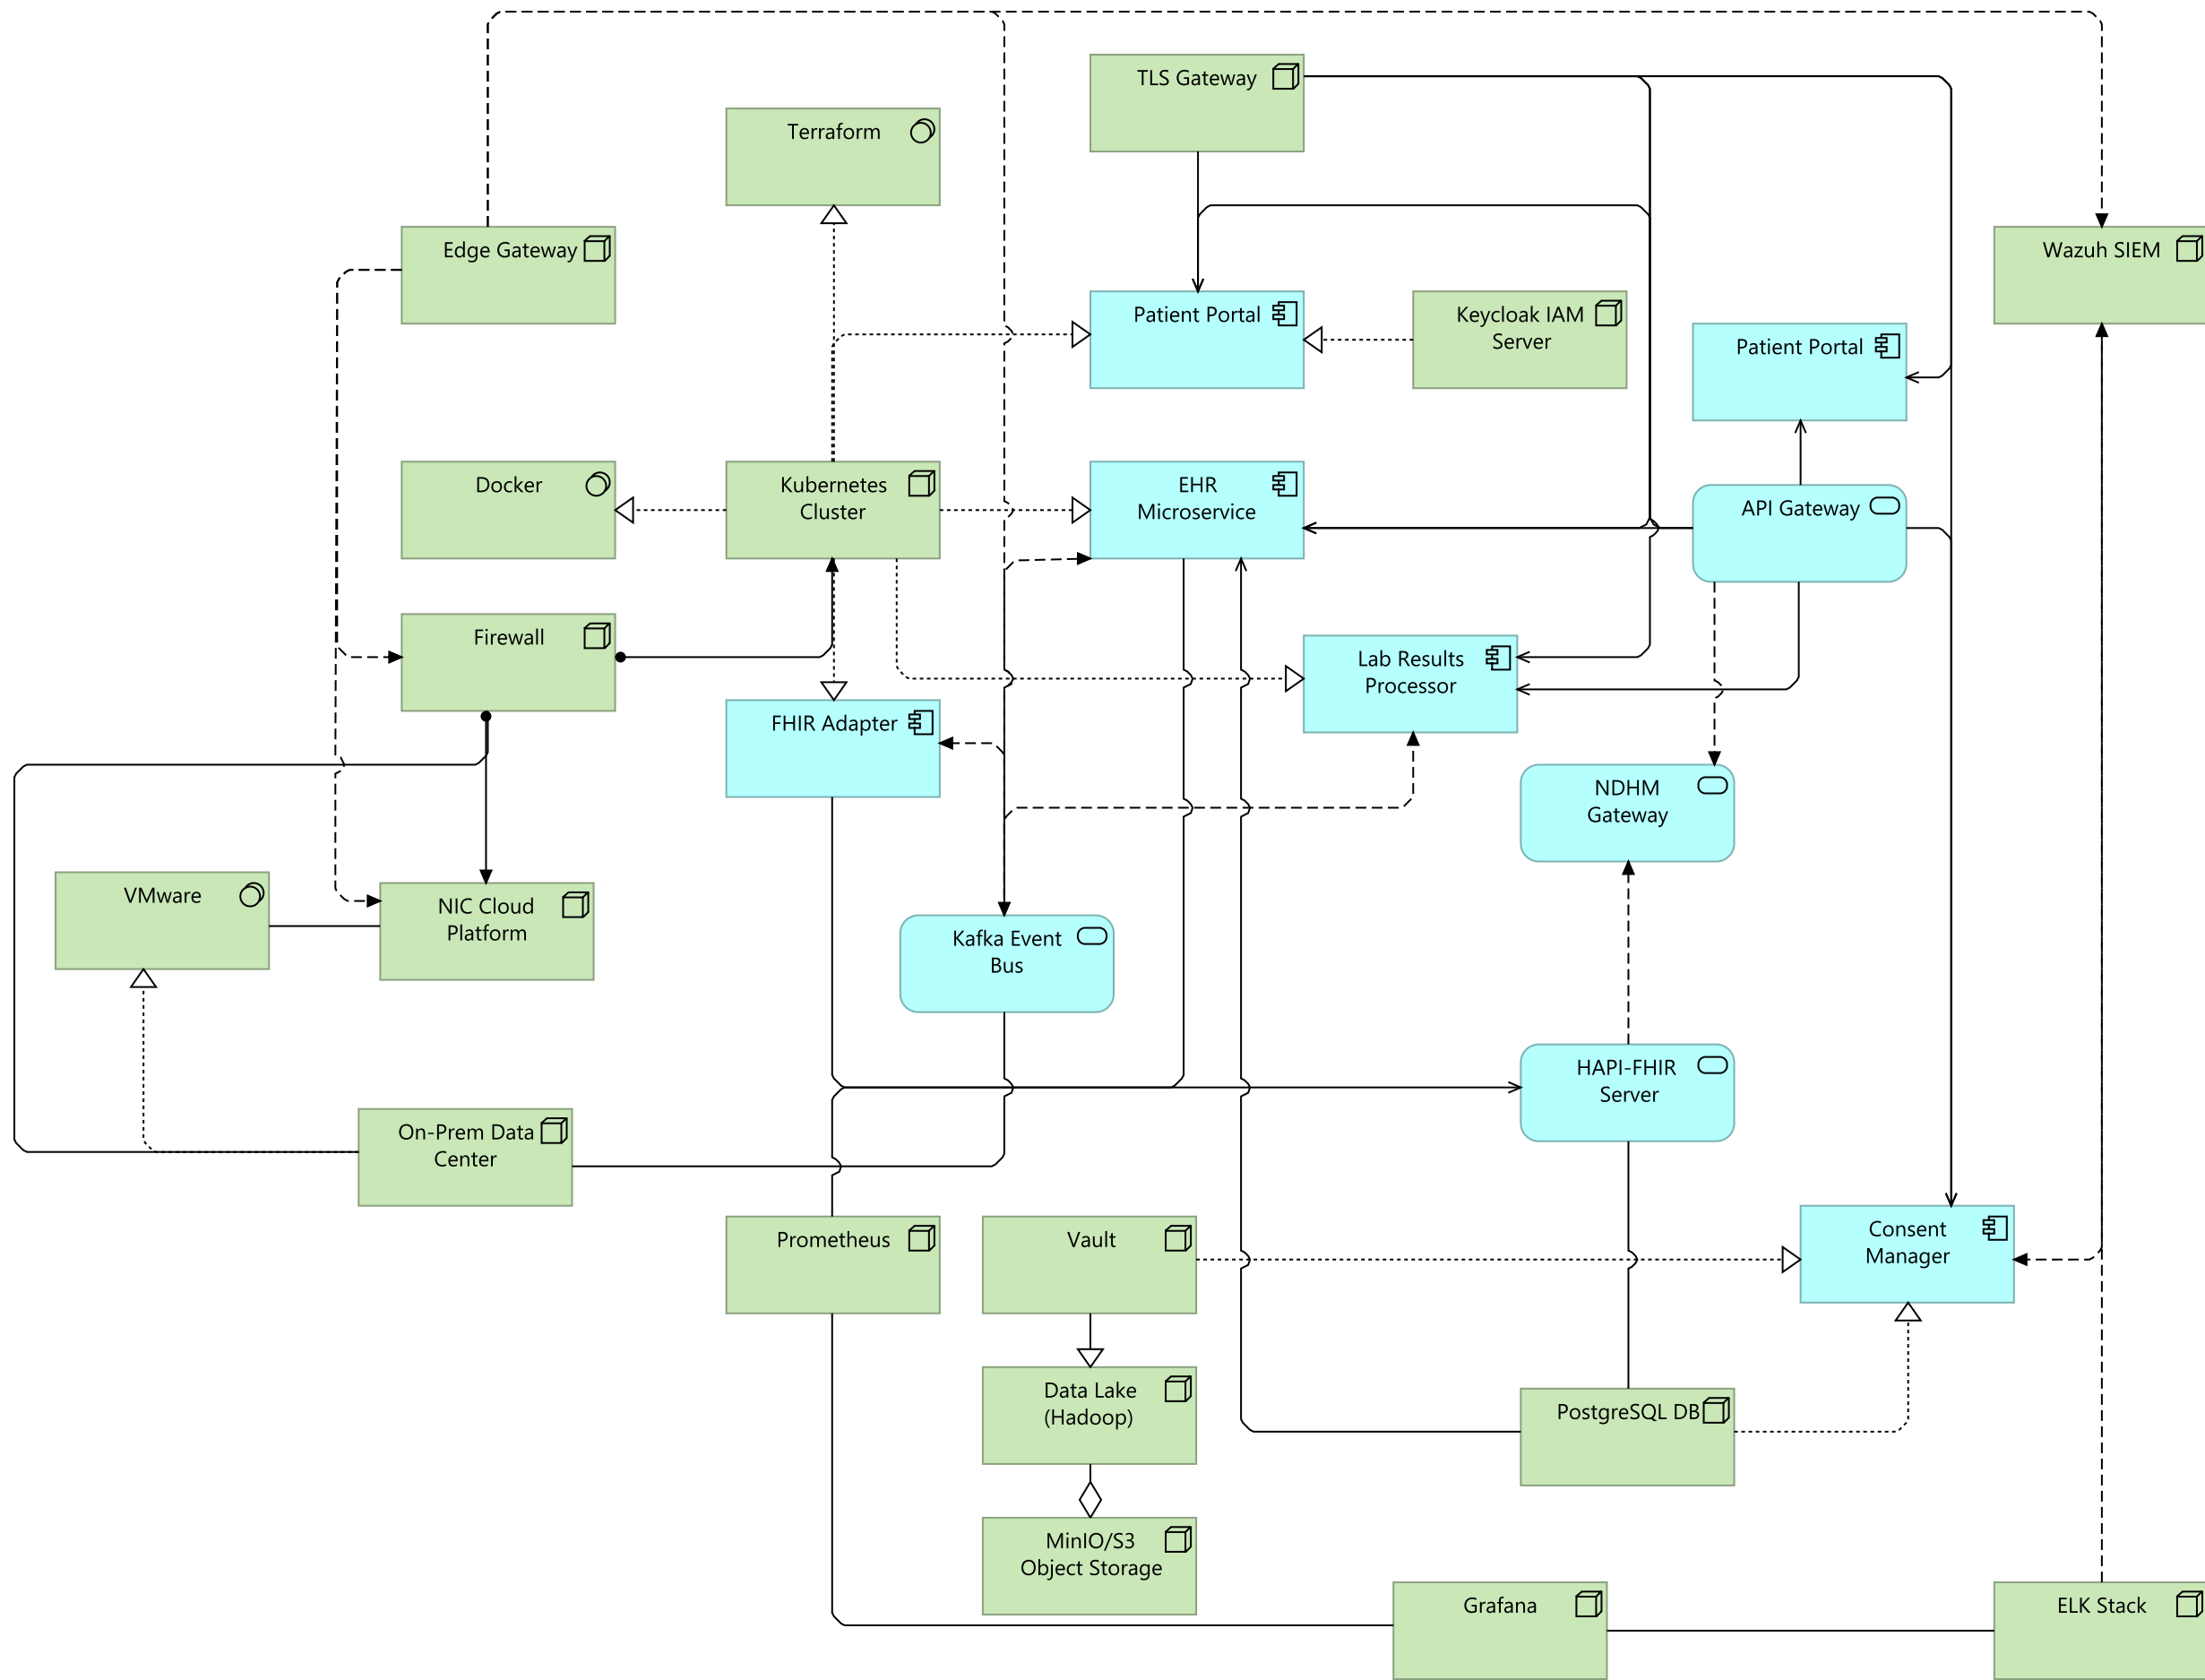 TLS Gateway
Terraform
Edge Gateway
Wazuh SIEM
Patient Portal
Keycloak IAM
Server
Patient Portal
Docker
Kubernetes
Cluster
EHR
Microservice
API Gateway
Firewall
Lab Results
Processor
FHIR Adapter
NDHM
Gateway
VMware
NIC Cloud
Platform
Kafka Event
Bus
HAPI-FHIR
Server
On-Prem Data
Center
Prometheus
Vault
Consent
Manager
Data Lake
(Hadoop)
PostgreSQL DB
MinIO/S3
Object Storage
Grafana
ELK Stack